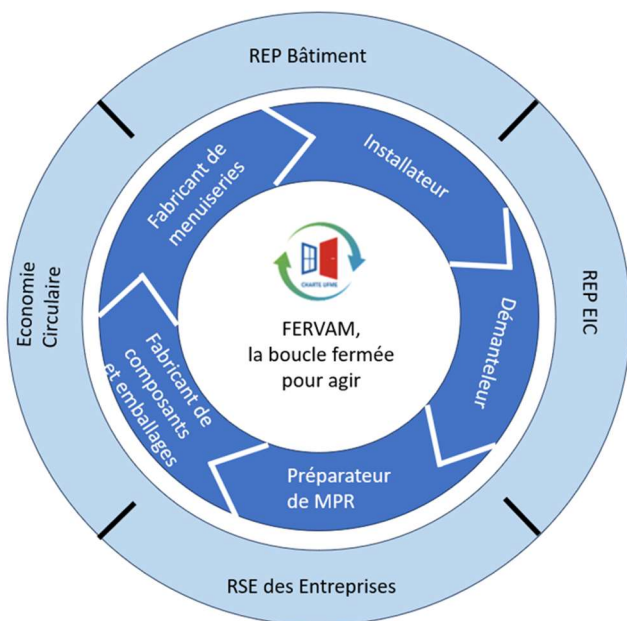 REP Bâtiment
Fabricant de
menuiseries
Installateur
REP EIC
Démanteleur
Préparateur
de MPR
Fabricant de
composants
et emballages
Economie
Circulaire
CHARTE UFME
FERVAM,
la boucle fermée
pour agir
RSE des Entreprises